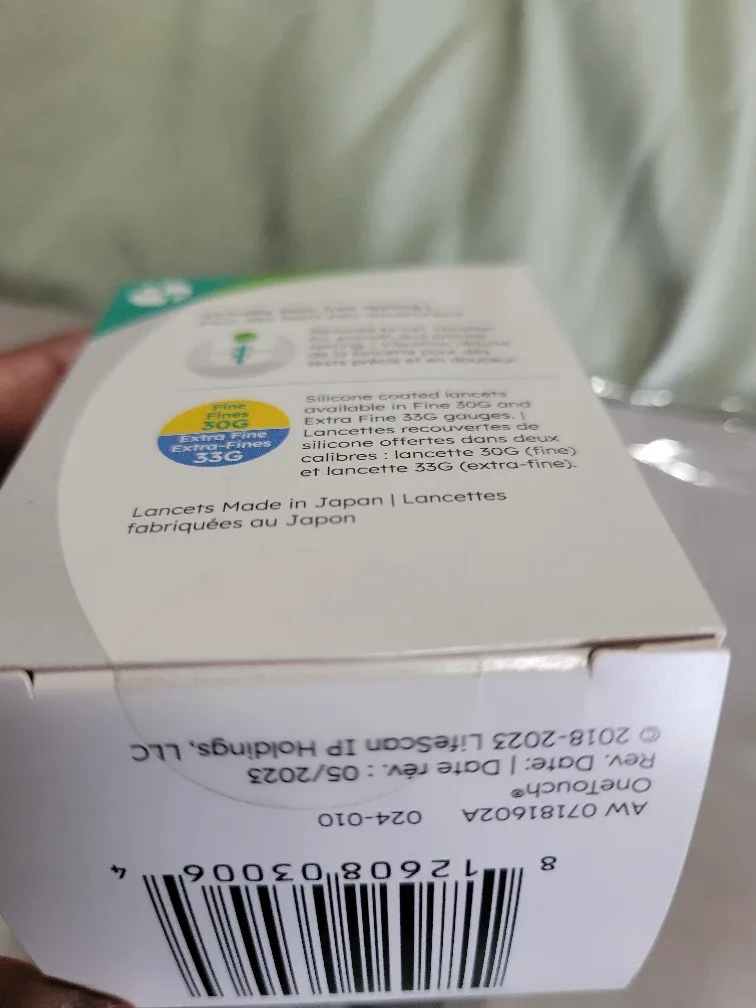 Fine
Fines
30G
Extra Fine
Extra-Fines
33G
Silicone coated lancets
available in Fine 30G and
Extra Fine 33G gauges. |
Lancettes recouvertes de
silicone offertes dans deux
calibres : lancette 30G (fine)
et lancette 33G (extra-fine).
Lancets Made in Japan | Lancettes
fabriquées au Japon
© 2018-2023 LifeScan IP Holdings, LLC
Rev. Date: | Date rév. : 05/2023
OneTouch®
AW 07181602A 024-010
8 12608 03006 4